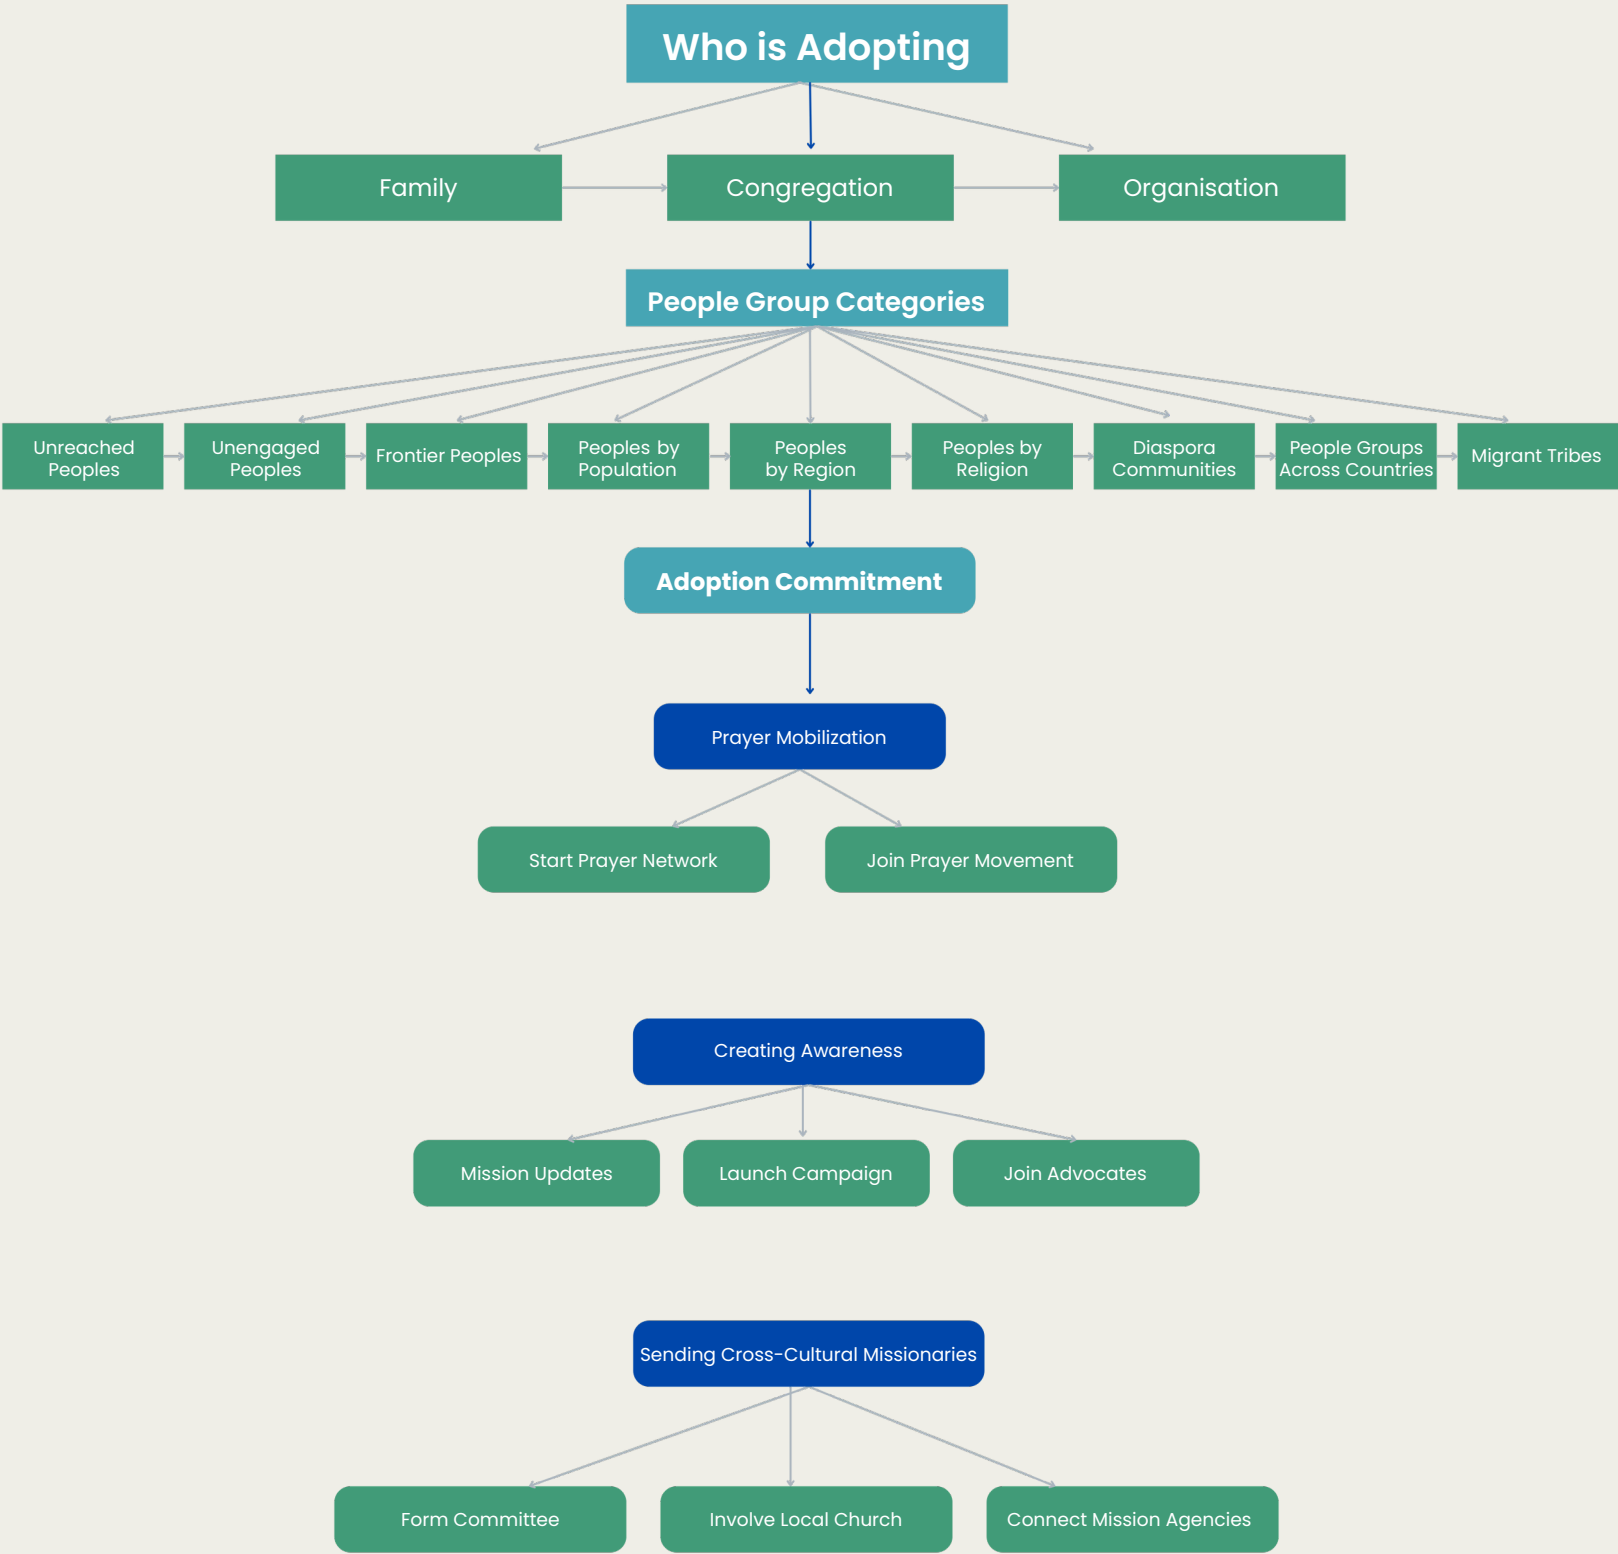 Who is Adopting
Family
Congregation
Organisation
People Group Categories
Unreached
Peoples
Unengaged
Peoples
Frontier Peoples
Peoples by
Population
Peoples
by Region
Peoples by
Religion
Diaspora
Communities
People Groups
Across Countries
Migrant Tribes
Adoption Commitment
Prayer Mobilization
Start Prayer Network
Join Prayer Movement
Creating Awareness
Mission Updates
Launch Campaign
Join Advocates
Sending Cross-Cultural Missionaries
Form Committee
Involve Local Church
Connect Mission Agencies